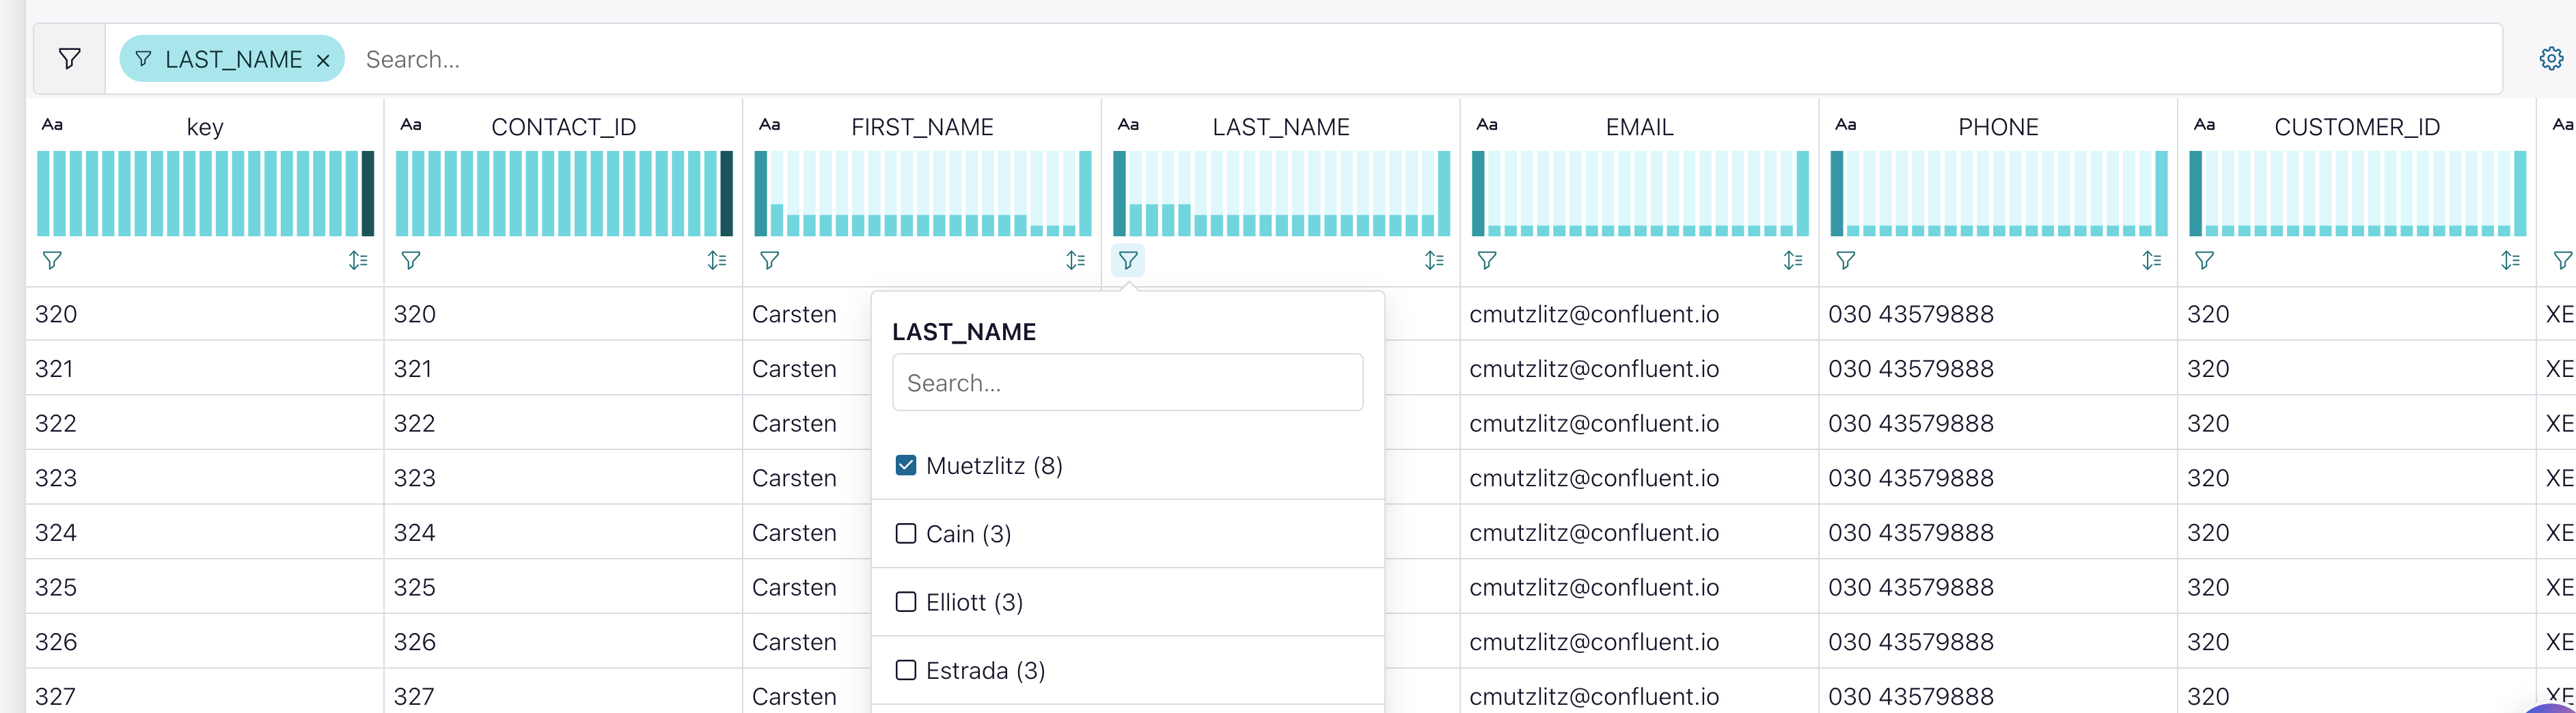 LAST_NAME × Search...
Aa key Aa CONTACT_ID Aa FIRST_NAME Aa LAST_NAME Aa EMAIL Aa PHONE Aa CUSTOMER_ID Aa
320 320 Carsten cmutzlitz@confluent.io 030 43579888 320 XE
321 321 Carsten cmutzlitz@confluent.io 030 43579888 320 XE
322 322 Carsten cmutzlitz@confluent.io 030 43579888 320 XE
323 323 Carsten cmutzlitz@confluent.io 030 43579888 320 XE
324 324 Carsten cmutzlitz@confluent.io 030 43579888 320 XE
325 325 Carsten cmutzlitz@confluent.io 030 43579888 320 XE
326 326 Carsten cmutzlitz@confluent.io 030 43579888 320 XE
327 327 Carsten cmutzlitz@confluent.io 030 43579888 320 XE
LAST_NAME
Search...
Muetzlitz (8)
Cain (3)
Elliott (3)
Estrada (3)